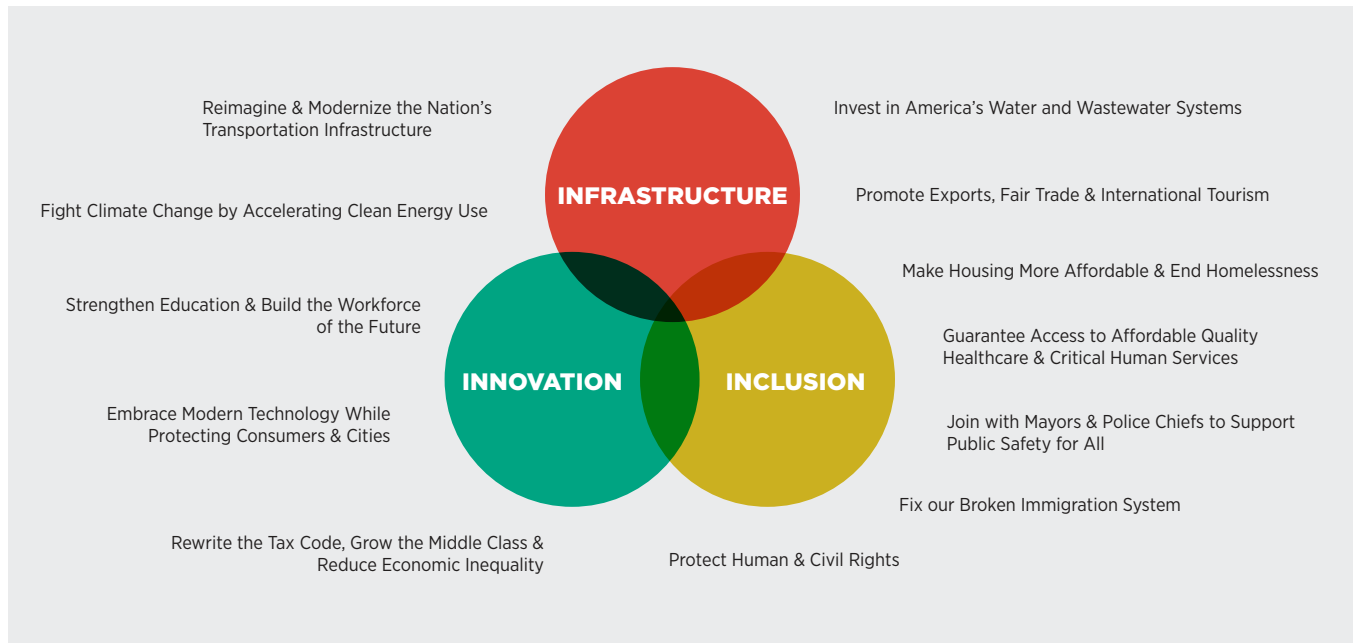 Reimagine & Modernize the Nation’s
Transportation Infrastructure
Invest in America’s Water and Wastewater Systems
INFRASTRUCTURE
Promote Exports, Fair Trade & International Tourism
Fight Climate Change by Accelerating Clean Energy Use
Make Housing More Affordable & End Homelessness
Strengthen Education & Build the Workforce
of the Future
Guarantee Access to Affordable Quality
Healthcare & Critical Human Services
INNOVATION
INCLUSION
Embrace Modern Technology While
Protecting Consumers & Cities
Join with Mayors & Police Chiefs to Support
Public Safety for All
Fix our Broken Immigration System
Rewrite the Tax Code, Grow the Middle Class &
Reduce Economic Inequality
Protect Human & Civil Rights